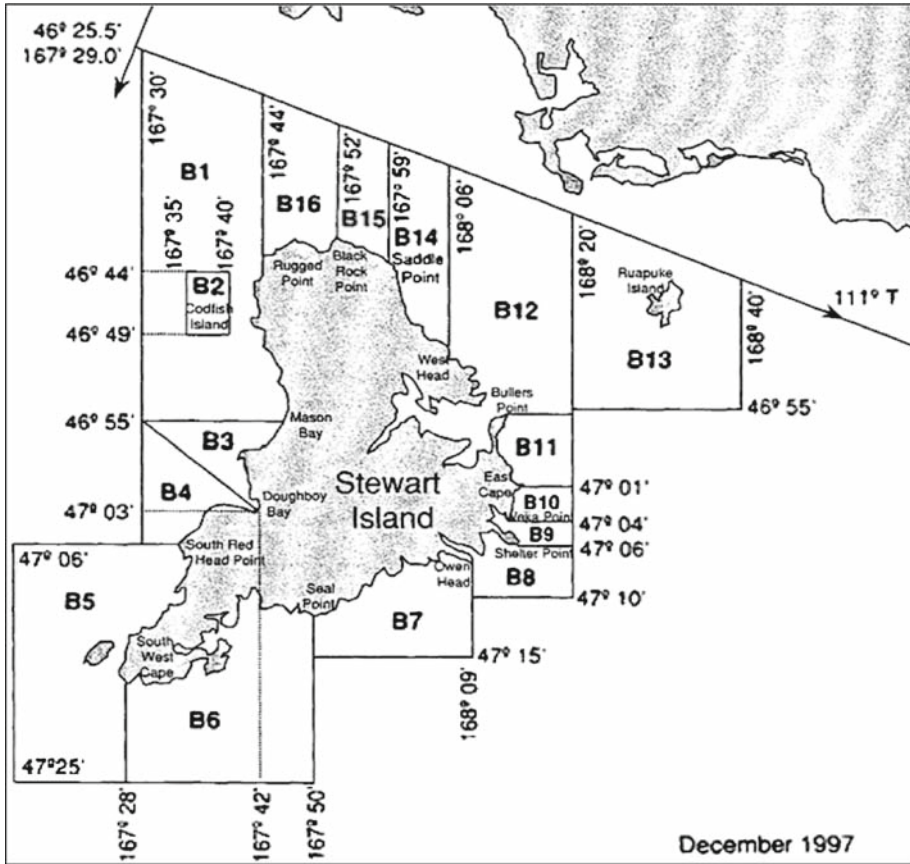 46º 25.5'
167º 29.0'
167º 30'
167º 44'
167º 52'
167º 59'
168º 06'
168º 20'
168º 40'
111º T
B1
167º 35'
167º 40'
B16
B15
B14
Saddle
Point
Rugged
Point
Black
Rock
Point
46º 44'
B2
Codfish
Island
46º 49'
Ruapuke
Island
B12
B13
West
Head
Bullers
Point
46º 55'
46º 55'
Mason
Bay
B3
B4
B11
Stewart
Island
East
Cape
47º 01'
B10
Weka Point
47º 03'
Doughboy
Bay
47º 04'
B9
47º 06'
Shelter Point
47º 06'
South Red
Head Point
Owen
Head
B8
47º 10'
B5
Seal
Point
B7
47º 15'
South
West
Cape
B6
168º 09'
47º25'
167º 28'
167º 42'
167º 50'
December 1997